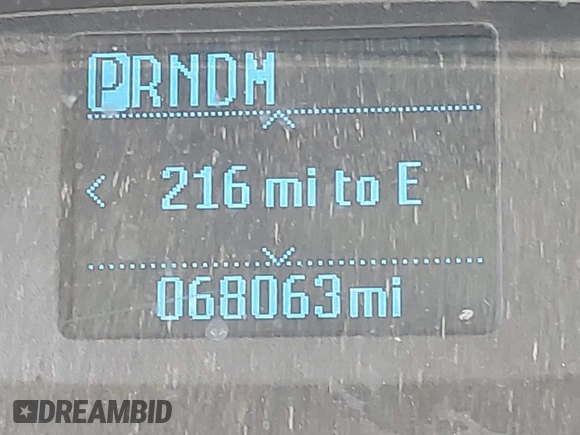 PRNDM
216 mi to E
068063mi
DREAMBID